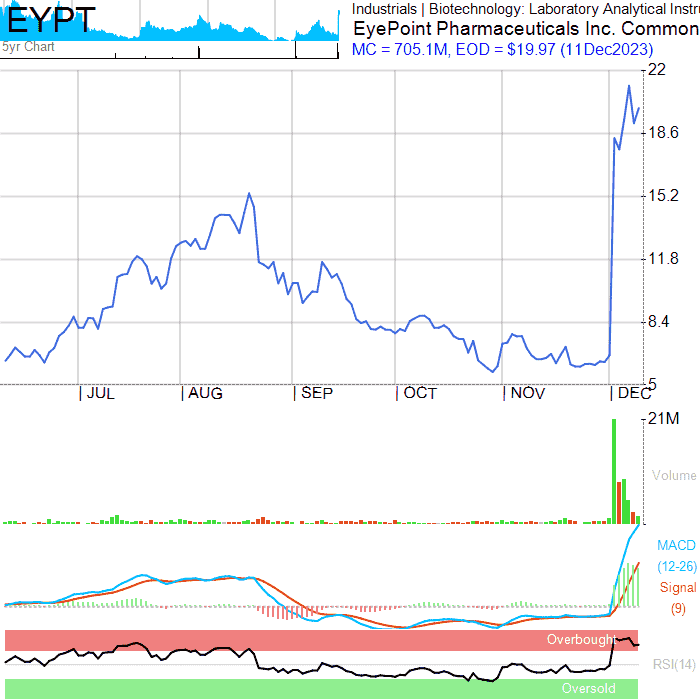 EYPT
5yr Chart
Industrials | Biotechnology: Laboratory Analytical Instru
EyePoint Pharmaceuticals Inc. Common
MC = 705.1M, EOD = $19.97 (11Dec2023)
22
18.6
15.2
11.8
8.4
5
JUL AUG SEP OCT NOV DEC
21M
Volume
MACD
(12-26)
Signal
(9)
Overbought
RSI(14)
Oversold